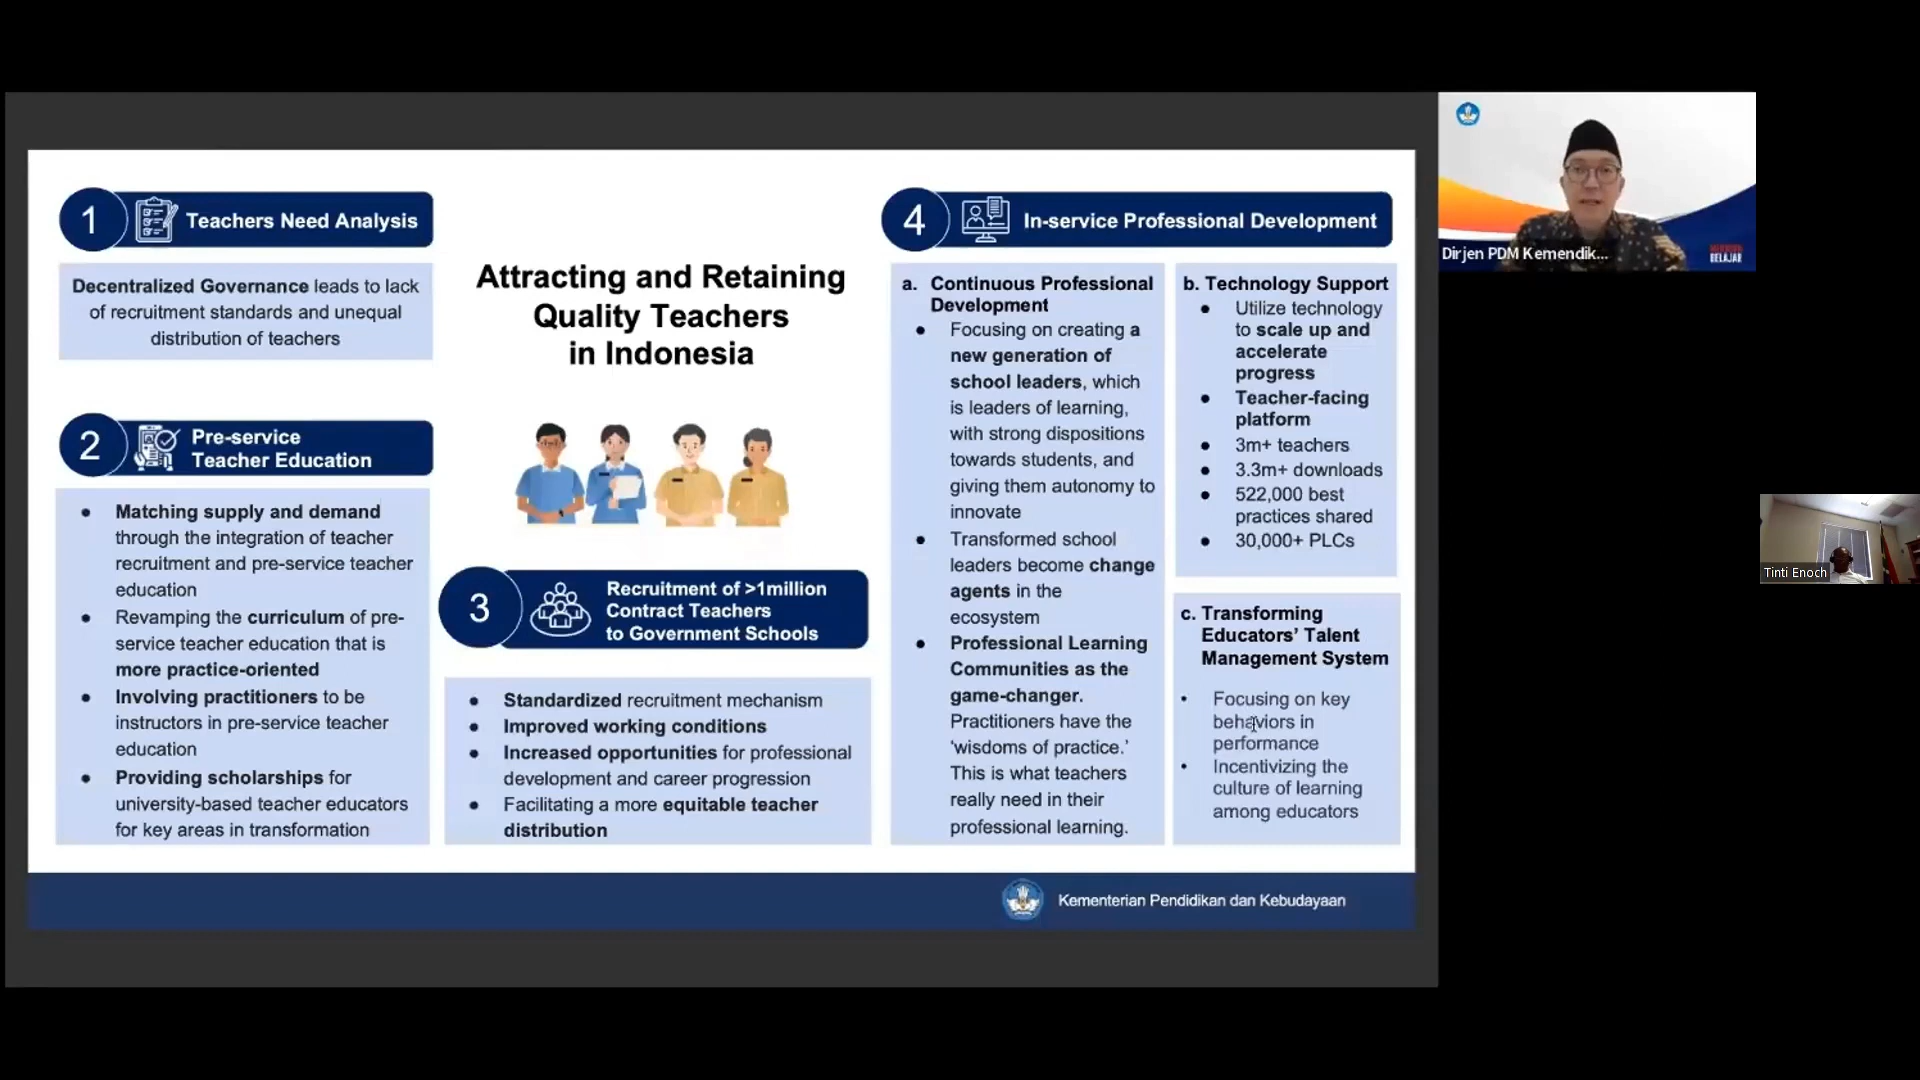 1
Teachers Need Analysis
Decentralized Governance leads to lack
of recruitment standards and unequal
distribution of teachers
2
Pre-service
Teacher Education
● Matching supply and demand
through the integration of teacher
recruitment and pre-service teacher
education
● Revamping the curriculum of pre-
service teacher education that is
more practice-oriented
● Involving practitioners to be
instructors in pre-service teacher
education
● Providing scholarships for
university-based teacher educators
for key areas in transformation
Attracting and Retaining
Quality Teachers
in Indonesia
3
Recruitment of >1million
Contract Teachers
to Government Schools
● Standardized recruitment mechanism
● Improved working conditions
● Increased opportunities for professional
development and career progression
● Facilitating a more equitable teacher
distribution
4
In-service Professional Development
a. Continuous Professional
Development
● Focusing on creating a
new generation of
school leaders, which
is leaders of learning,
with strong dispositions
towards students, and
giving them autonomy to
innovate
● Transformed school
leaders become change
agents in the
ecosystem
● Professional Learning
Communities as the
game-changer.
Practitioners have the
‘wisdoms of practice.’
This is what teachers
really need in their
professional learning.
b. Technology Support
● Utilize technology
to scale up and
accelerate
progress
● Teacher-facing
platform
● 3m+ teachers
● 3.3m+ downloads
● 522,000 best
practices shared
● 30,000+ PLCs
c. Transforming
Educators’ Talent
Management System
• Focusing on key
behaviors in
performance
• Incentivizing the
culture of learning
among educators
Kementerian Pendidikan dan Kebudayaan
Dirjen PDM Kemendik...
MERDEKA
BELAJAR
Tinti Enoch